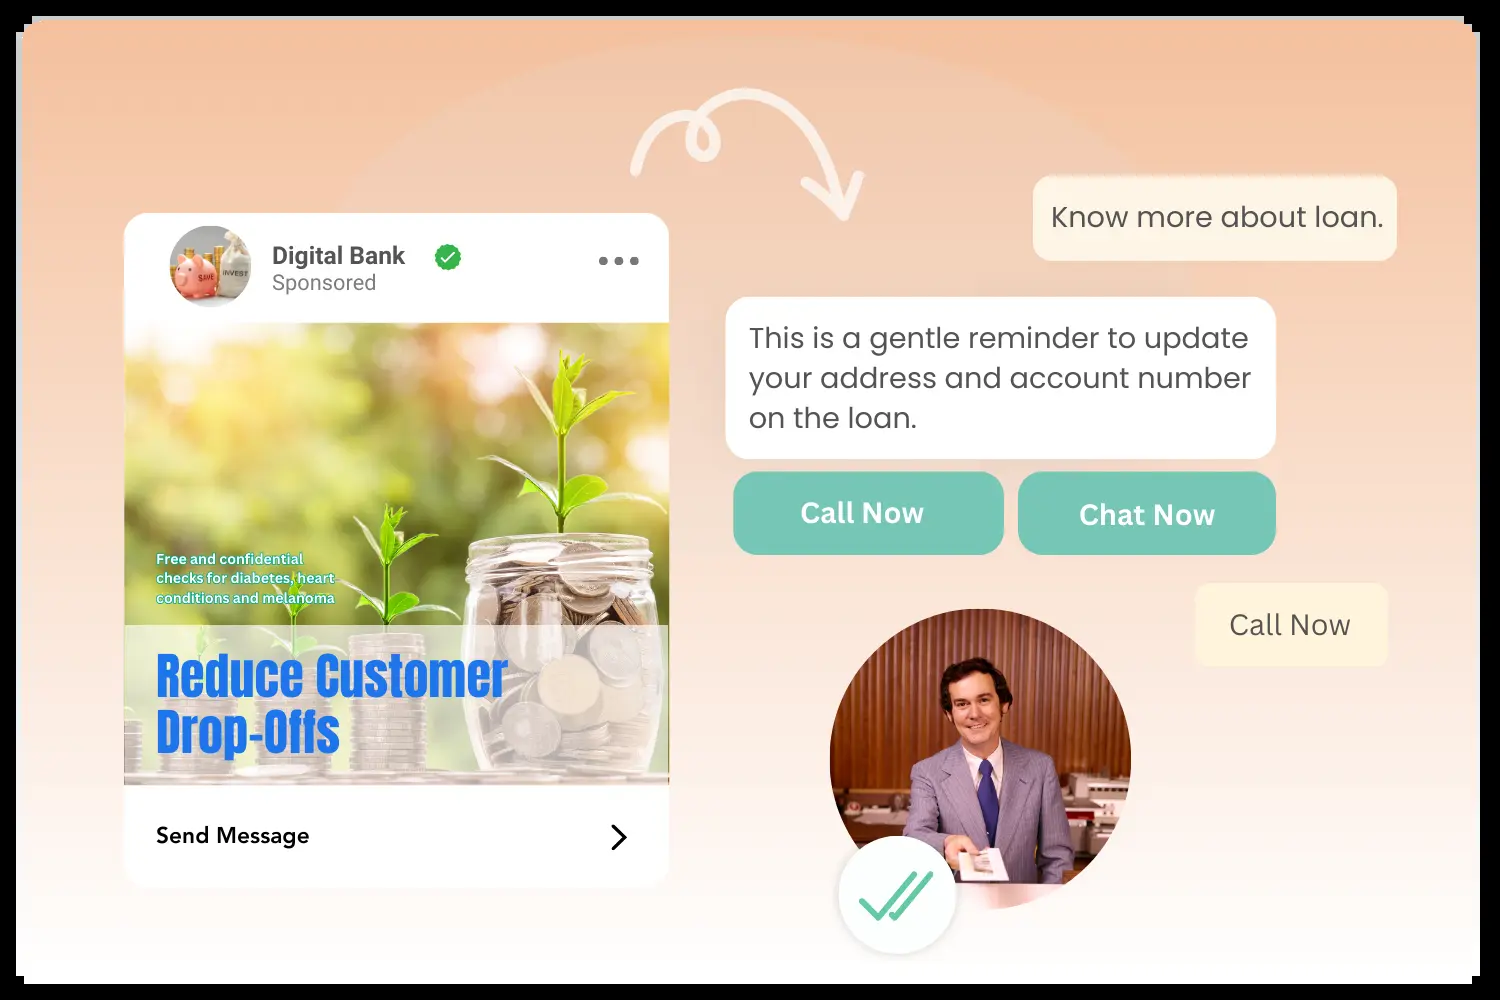 Digital Bank
Sponsored
SAVE
INVEST
Free and confidential
checks for diabetes, heart
conditions and melanoma
Reduce Customer
Drop-Offs
Send Message
Know more about loan.
This is a gentle reminder to update
your address and account number
on the loan.
Call Now
Chat Now
Call Now